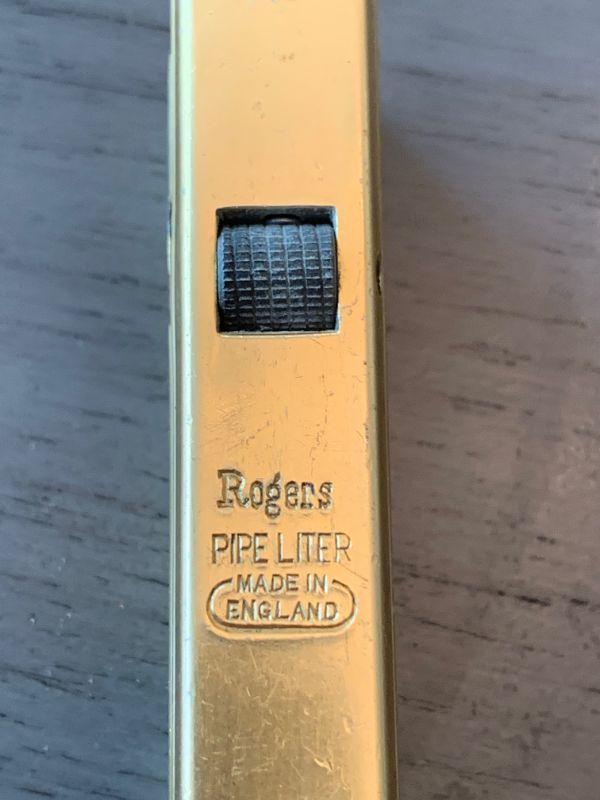 Rogers
PIPE LITER
MADE IN
ENGLAND